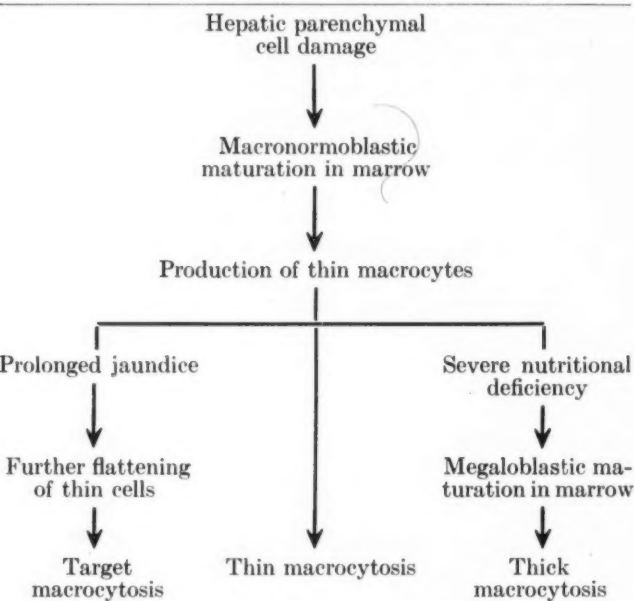 Hepatic parenchymal
cell damage
Macronormoblastic
maturation in marrow
Production of thin macrocytes
Prolonged jaundice
Further flattening
of thin cells
Target
macrocytosis
Thin macrocytosis
Severe nutritional
deficiency
Megaloblastic ma-
turation in marrow
Thick
macrocytosis